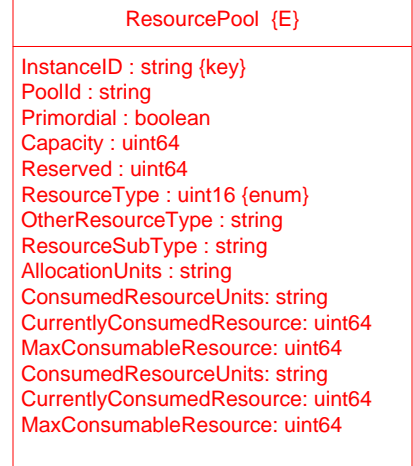 ResourcePool {E}
InstanceID : string {key}
PoolId : string
Primordial : boolean
Capacity : uint64
Reserved : uint64
ResourceType : uint16 {enum}
OtherResourceType : string
ResourceSubType : string
AllocationUnits : string
ConsumedResourceUnits: string
CurrentlyConsumedResource: uint64
MaxConsumableResource: uint64
ConsumedResourceUnits: string
CurrentlyConsumedResource: uint64
MaxConsumableResource: uint64